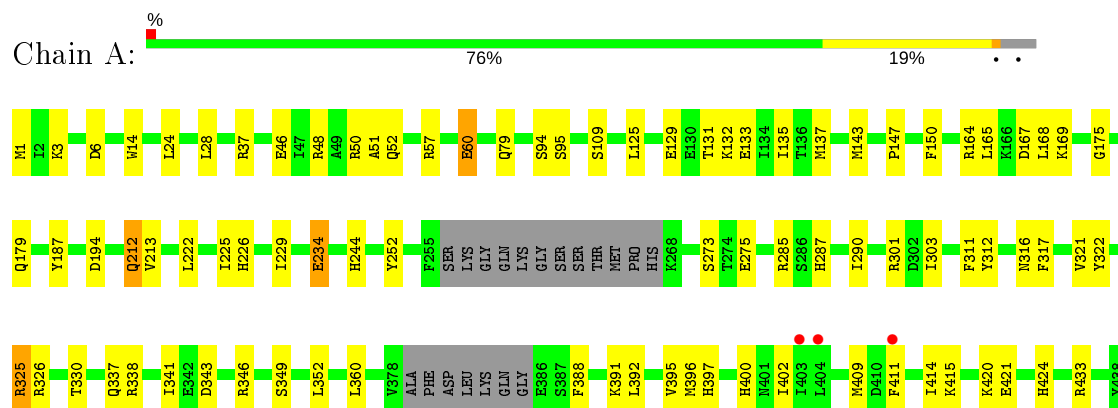 %
Chain A:
76% 19% • •
M1 I2 K3 D6 W14 L24 L28 R37 E46 I47 R48 A49 R50 A51 Q52 R57 E60 Q79 S94 S95 S109 L125 E129 E130 T131 K132 E133 I134 I135 T136 M137 M143 P147 F150 R164 L165 K166 D167 L168 K169 G175
Q179 Y187 D194 Q212 V213 L222 I225 H226 I229 E234 H244 Y252 F255 SER LYS GLY GLN LYS GLY SER SER THR MET PRO HIS K268 S273 T274 E275 R285 S286 H287 I290 R301 D302 I303 F311 Y312 N316 F317 V321 Y322
R325 R326 T330 Q337 R338 I341 E342 D343 R346 S349 L352 L360 V378 ALA PHE ASP LEU LYS GLN GLY E386 S387 F388 K391 L392 V395 M396 H397 H400 N401 I402 I403 L404 M409 D410 F411 I414 K415 K420 E421 H424 R433